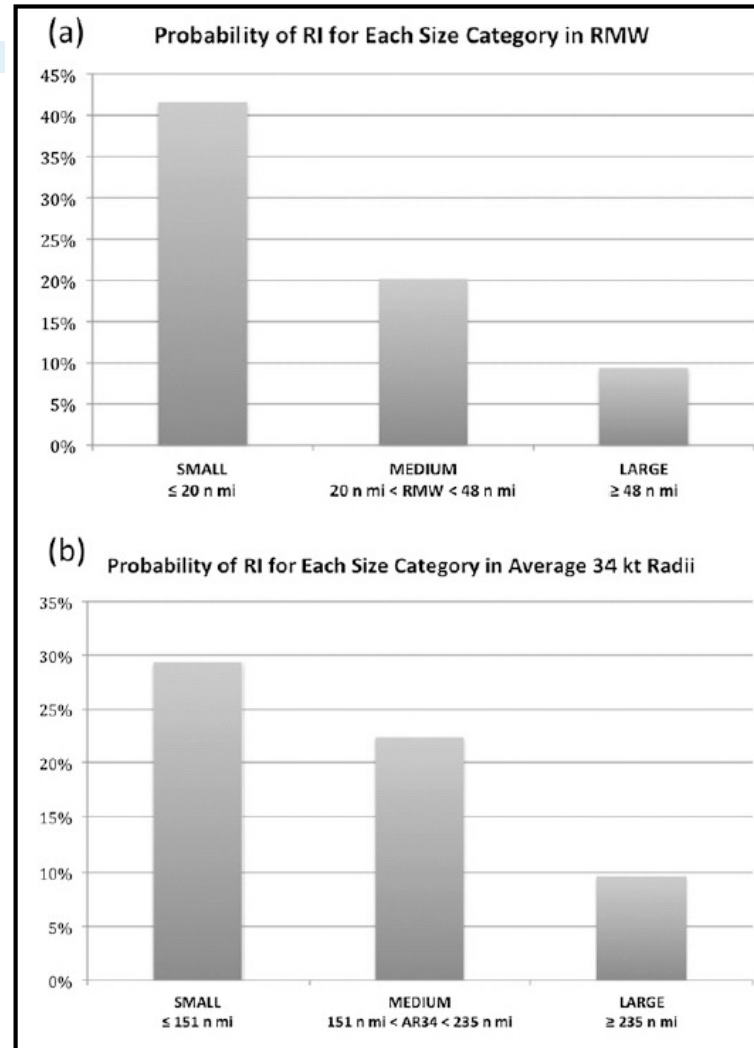 (a)
Probability of RI for Each Size Category in RMW
45%
40%
35%
30%
25%
20%
15%
10%
5%
0%
SMALL MEDIUM LARGE
≤ 20 n mi 20 n mi < RMW < 48 n mi ≥ 48 n mi
(b)
Probability of RI for Each Size Category in Average 34 kt Radii
35%
30%
25%
20%
15%
10%
5%
0%
SMALL MEDIUM LARGE
≤ 151 n mi 151 n mi < AR34 < 235 n mi ≥ 235 n mi